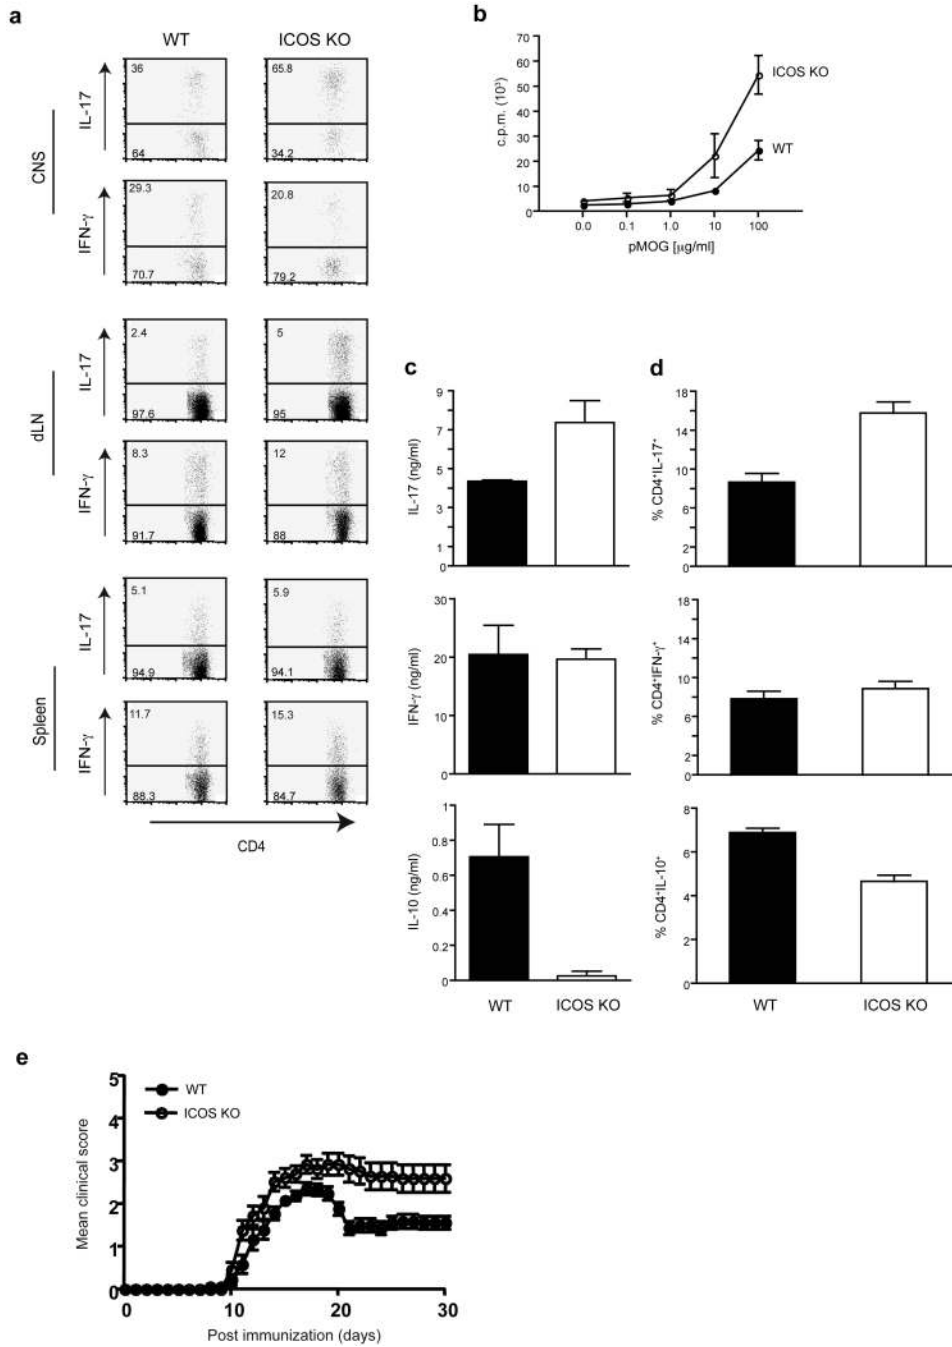 a
WT ICOS KO
CNS
IL-17
36 65.8
64 34.2
IFN-γ
29.3 20.8
70.7 79.2
dLN
IL-17
2.4 5
97.6 95
IFN-γ
8.3 12
91.7 88
Spleen
IL-17
5.1 5.9
94.9 94.1
IFN-γ
11.7 15.3
88.3 84.7
CD4
b
c.p.m. (10³)
70
60
50
40
30
20
10
0
ICOS KO
WT
0.0 0.1 1.0 10 100
pMOG [µg/ml]
c
IL-17 (ng/ml)
9
7
5
4
3
1
0
IFN-γ (ng/ml)
30
20
10
0
IL-10 (ng/ml)
1
0.8
0.6
0.4
0.2
0
WT ICOS KO
d
% CD4⁺IL-17⁺
18
14
10
8
6
2
0
% CD4⁺IFN-γ⁺
18
14
10
8
6
2
0
% CD4⁺IL-10⁺
8
6
4
2
0
WT ICOS KO
e
Mean clinical score
5
4
3
2
1
0
WT
ICOS KO
0 10 20 30
Post immunization (days)